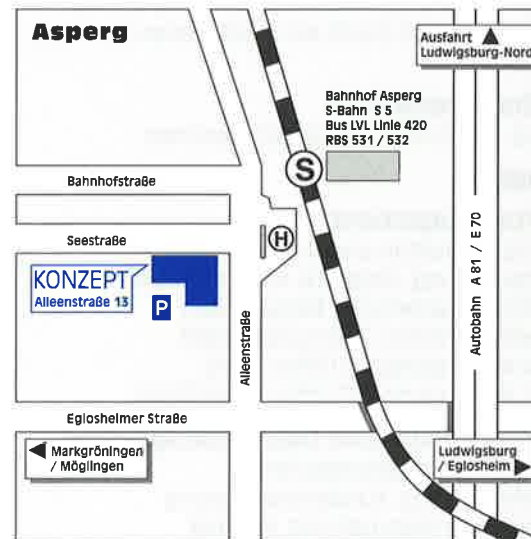 Asperg
Ausfahrt
Ludwigsburg-Nord
Bahnhof Asperg
S-Bahn S 5
Bus LVL Linie 420
RBS 531 / 532
S
Bahnhofstraße
H
Seestraße
KONZEPT
Alleenstraße 13
P
Alleenstraße
Autobahn A 81 / E 70
Eglosheimer Straße
Markgröningen
/ Möglingen
Ludwigsburg
/ Eglosheim